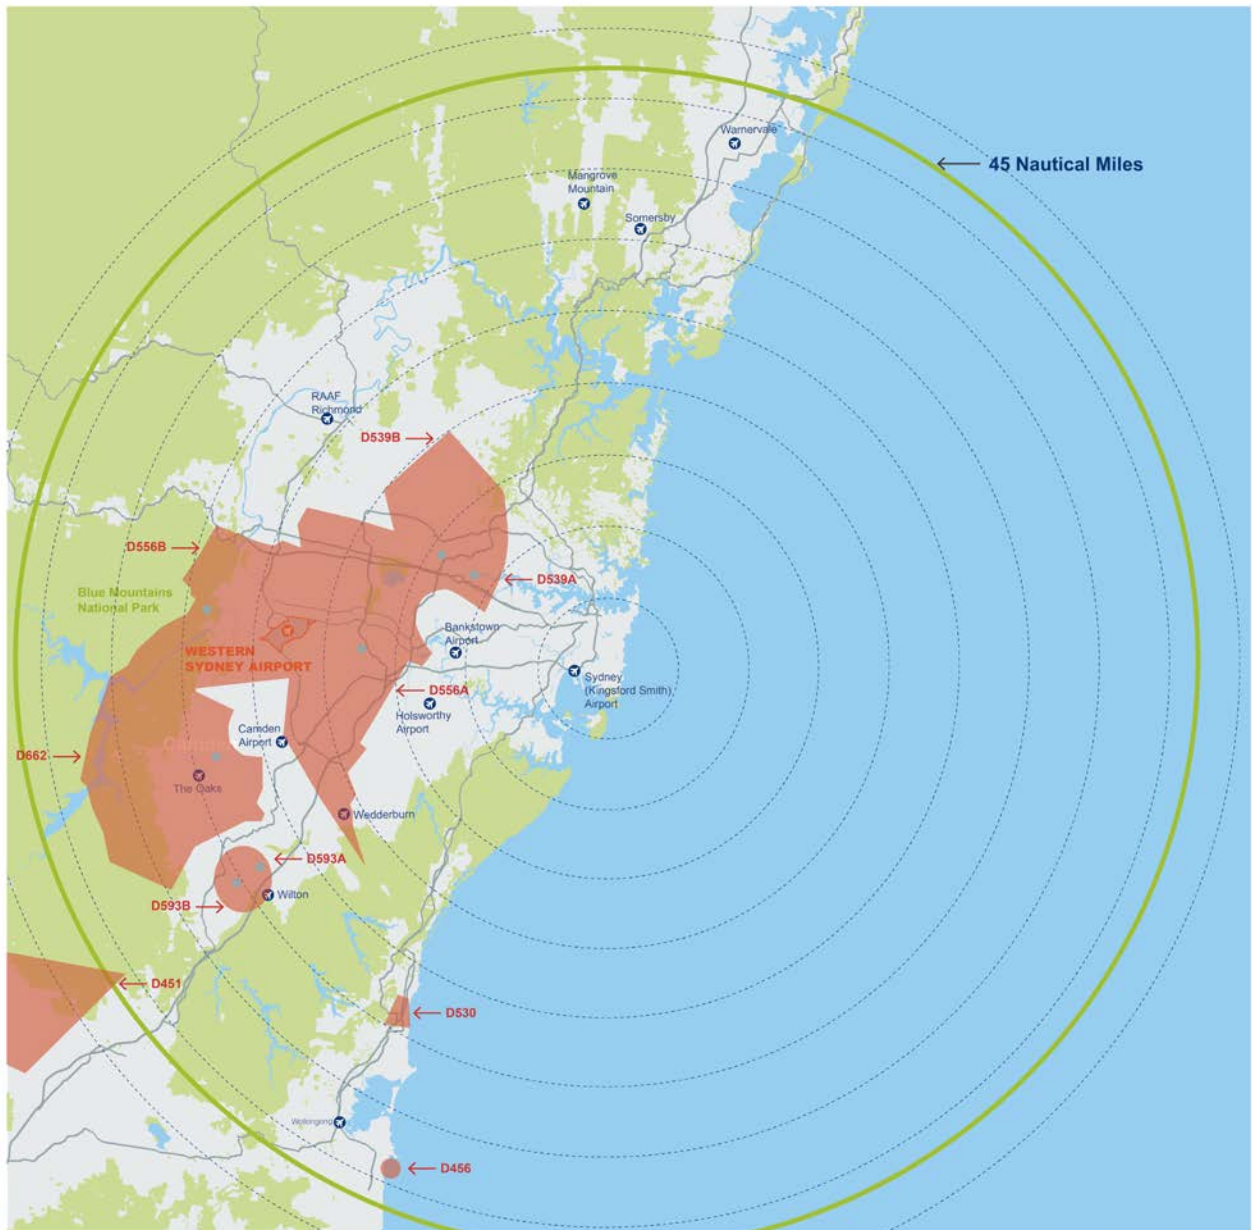 Warnervale
45 Nautical Miles
Mangrove
Mountain
Somersby
RAAF
Richmond
D539B
D556B
D539A
Blue Mountains
National Park
Bankstown
Airport
WESTERN
SYDNEY AIRPORT
Sydney
(Kingsford Smith)
Airport
D556A
Holsworthy
Airport
Camden
Airport
D662
The Oaks
Wedderburn
D593A
Wilton
D593B
D451
D530
Wollongong
D456